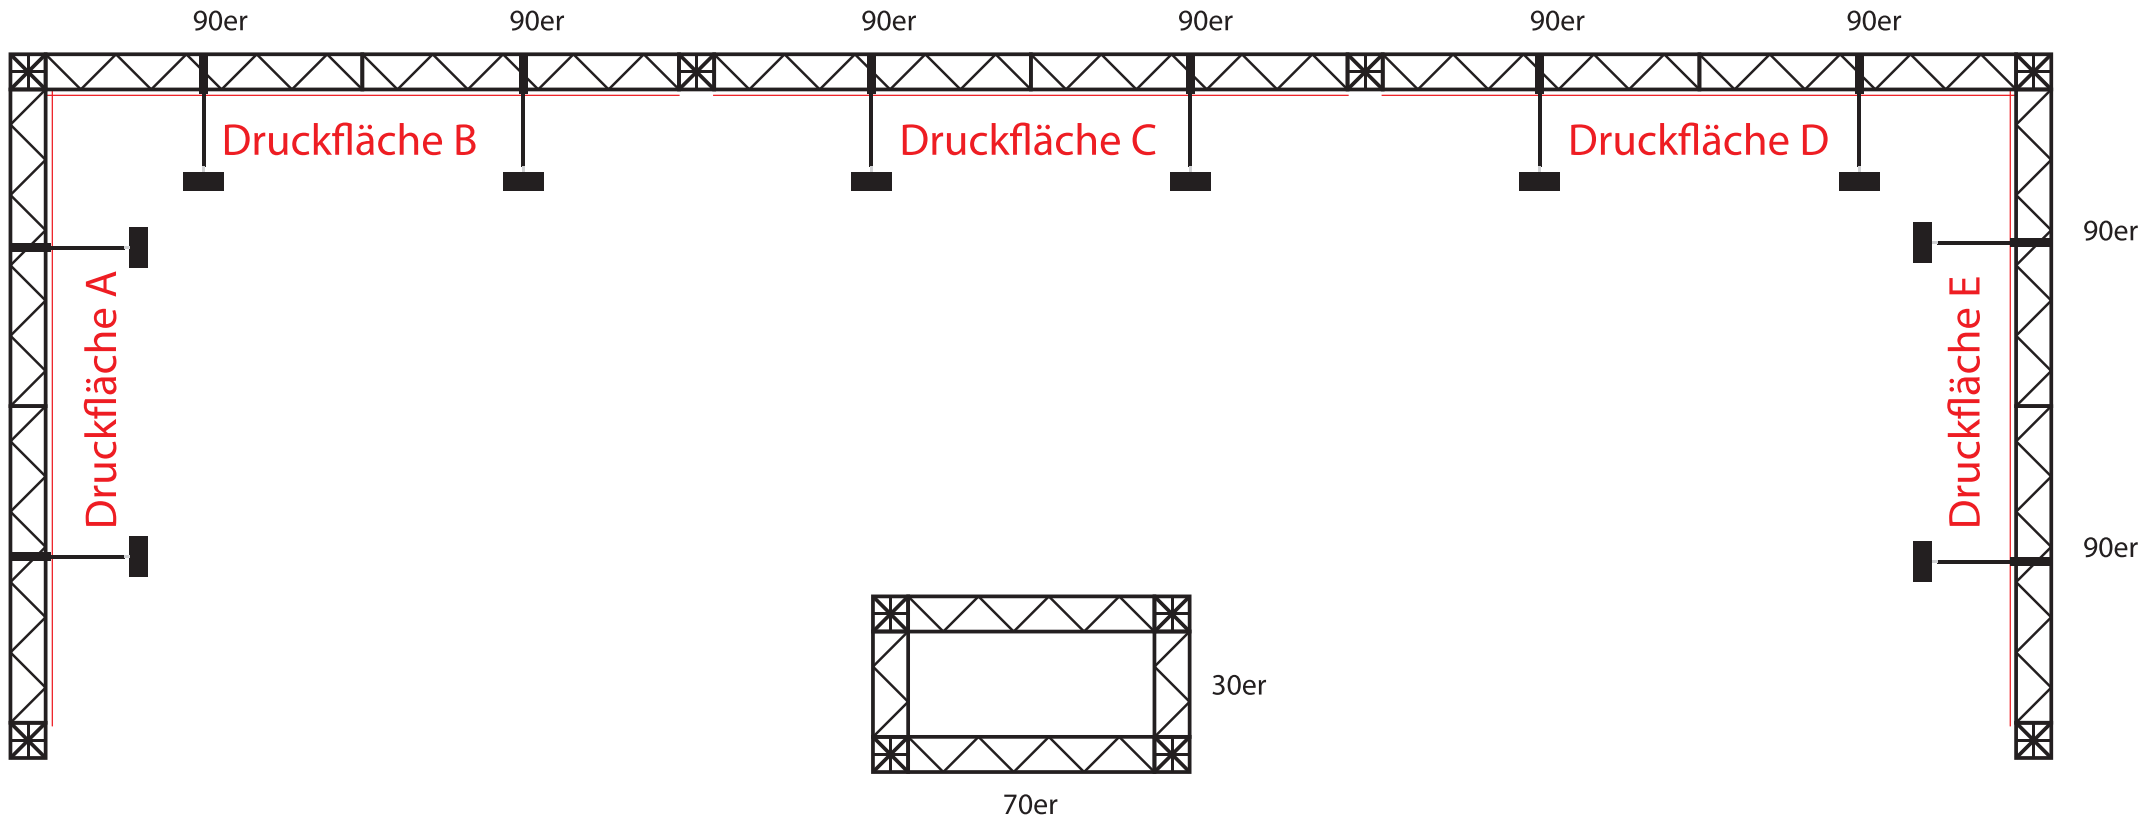 90er
90er
90er
90er
90er
90er
Druckfläche B
Druckfläche C
Druckfläche D
90er
Druckfläche A
Druckfläche E
90er
30er
70er